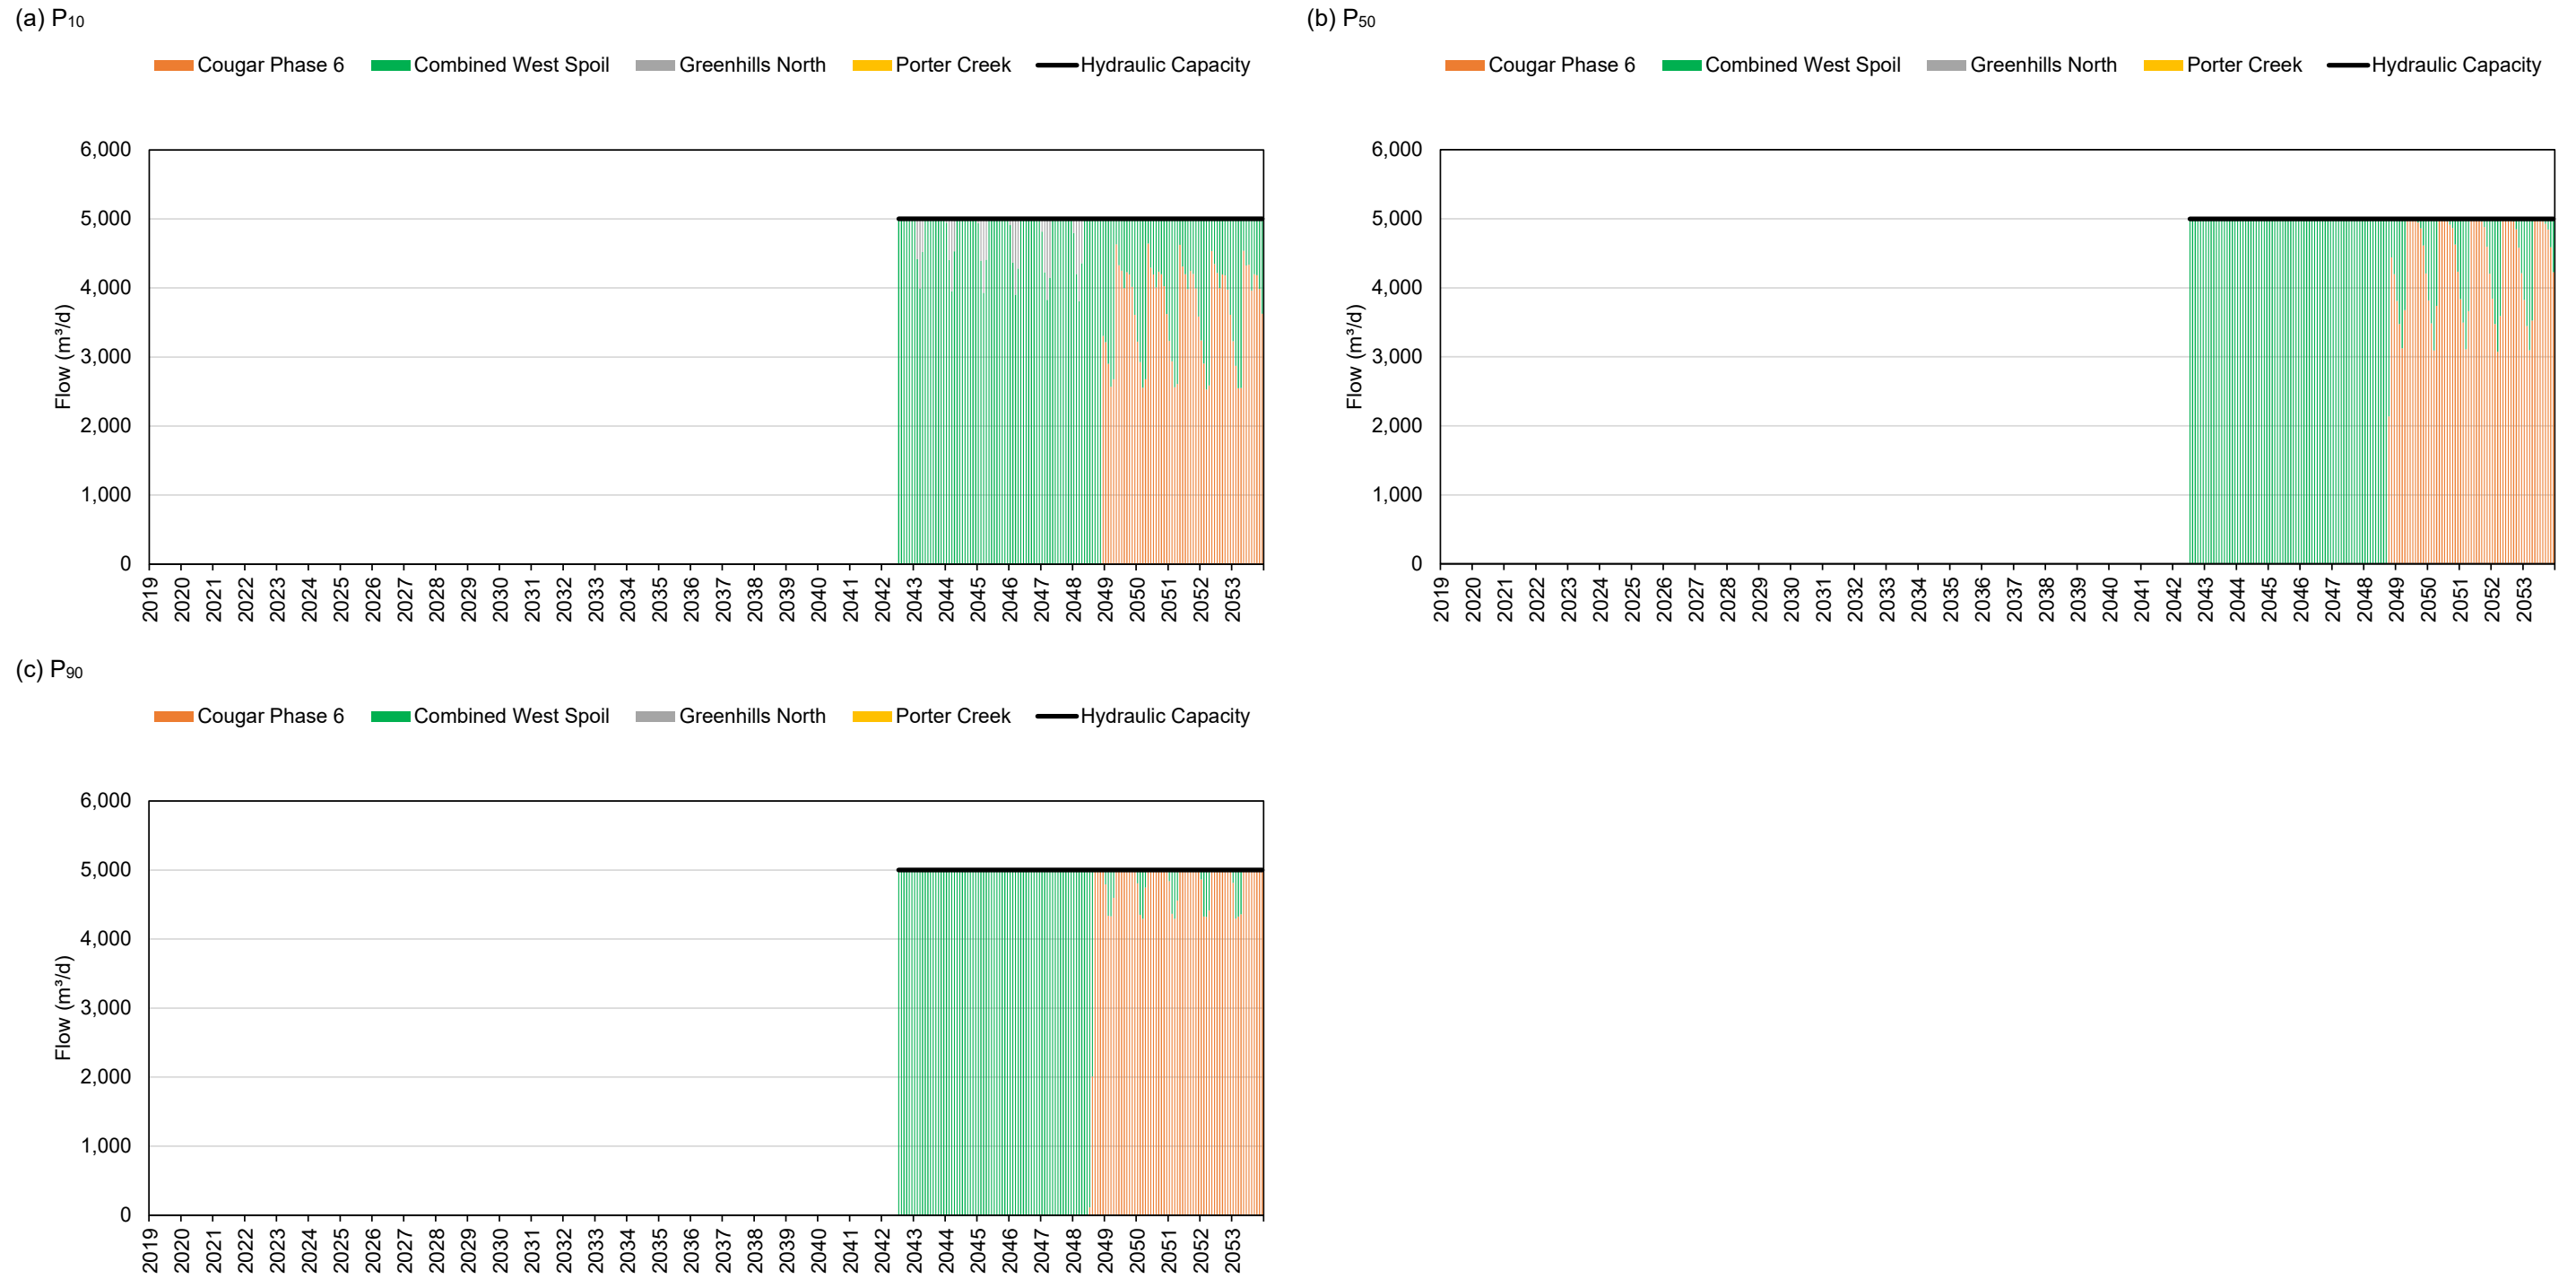 (a) P10
Cougar Phase 6 Combined West Spoil Greenhills North Porter Creek Hydraulic Capacity
6,000
5,000
4,000
3,000
2,000
1,000
0
Flow (m³/d)
2019 2020 2021 2022 2023 2024 2025 2026 2027 2028 2029 2030 2031 2032 2033 2034 2035 2036 2037 2038 2039 2040 2041 2042 2043 2044 2045 2046 2047 2048 2049 2050 2051 2052 2053
(b) P50
Cougar Phase 6 Combined West Spoil Greenhills North Porter Creek Hydraulic Capacity
6,000
5,000
4,000
3,000
2,000
1,000
0
Flow (m³/d)
2019 2020 2021 2022 2023 2024 2025 2026 2027 2028 2029 2030 2031 2032 2033 2034 2035 2036 2037 2038 2039 2040 2041 2042 2043 2044 2045 2046 2047 2048 2049 2050 2051 2052 2053
(c) P90
Cougar Phase 6 Combined West Spoil Greenhills North Porter Creek Hydraulic Capacity
6,000
5,000
4,000
3,000
2,000
1,000
0
Flow (m³/d)
2019 2020 2021 2022 2023 2024 2025 2026 2027 2028 2029 2030 2031 2032 2033 2034 2035 2036 2037 2038 2039 2040 2041 2042 2043 2044 2045 2046 2047 2048 2049 2050 2051 2052 2053